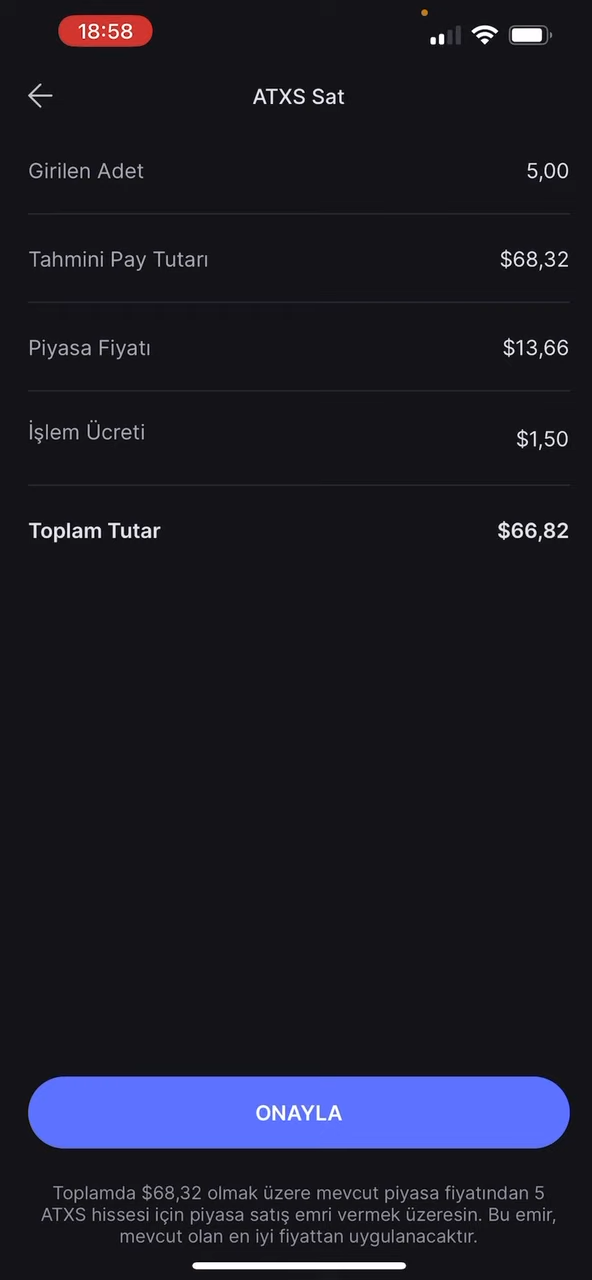 18:58
ATXS Sat
Girilen Adet 5,00
Tahmini Pay Tutarı $68,32
Piyasa Fiyatı $13,66
İşlem Ücreti $1,50
Toplam Tutar $66,82
ONAYLA
Toplamda $68,32 olmak üzere mevcut piyasa fiyatından 5
ATXS hissesi için piyasa satış emri vermek üzeresin. Bu emir,
mevcut olan en iyi fiyattan uygulanacaktır.